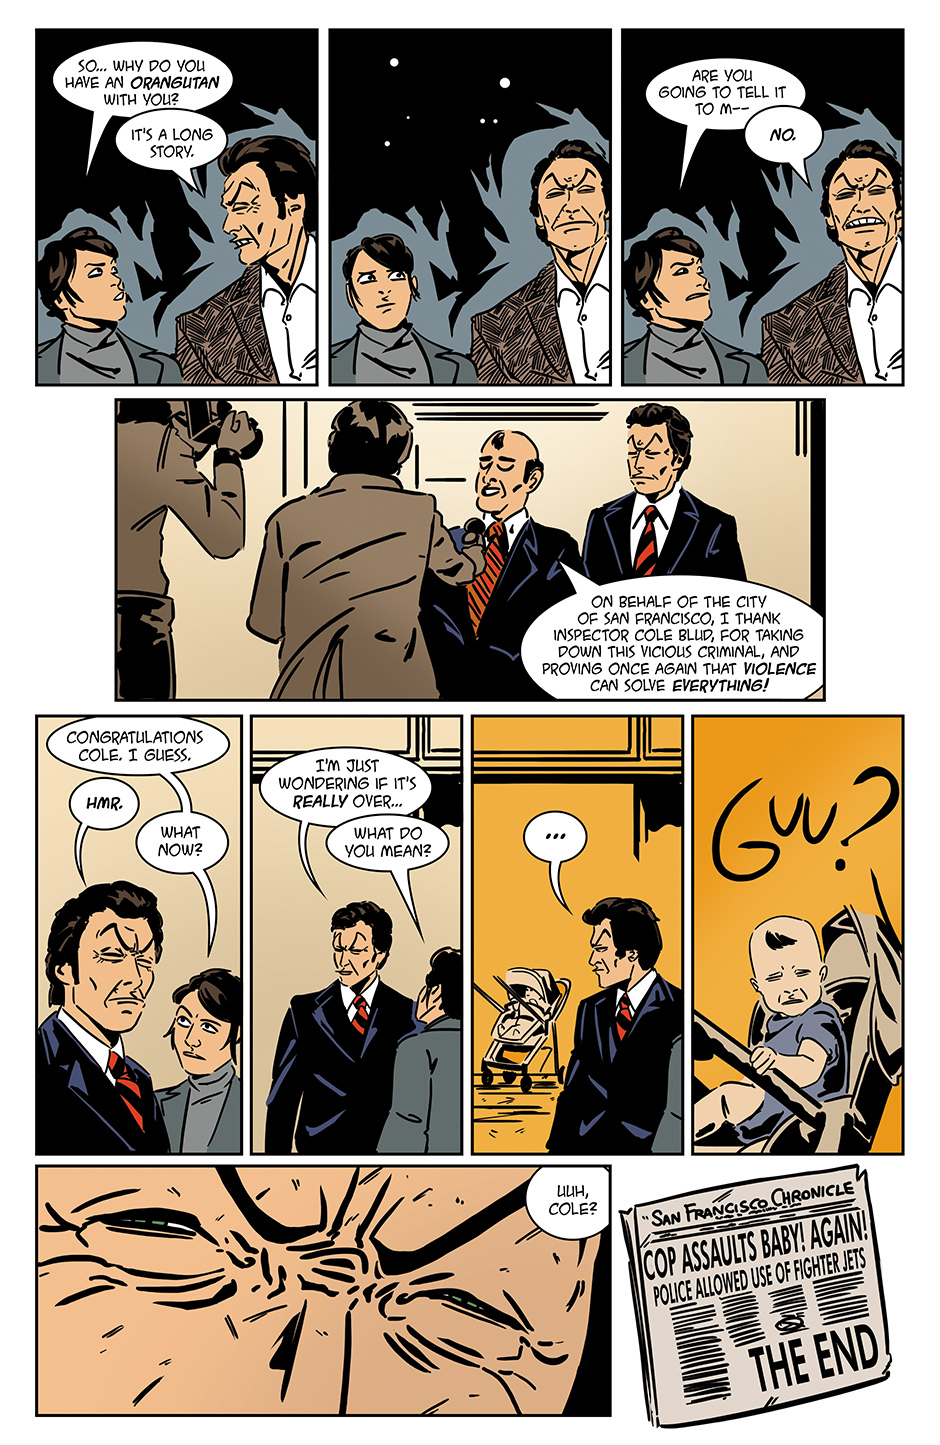 SO... WHY DO YOU
HAVE AN ORANGUTAN
WITH YOU?
IT'S A LONG
STORY.
ARE YOU
GOING TO TELL IT
TO M--
NO.
ON BEHALF OF THE CITY
OF SAN FRANCISCO, I THANK
INSPECTOR COLE BLUD, FOR TAKING
DOWN THIS VICIOUS CRIMINAL, AND
PROVING ONCE AGAIN THAT VIOLENCE
CAN SOLVE EVERYTHING!
CONGRATULATIONS
COLE. I GUESS.
HMR.
WHAT
NOW?
I'M JUST
WONDERING IF IT'S
REALLY OVER...
WHAT DO
YOU MEAN?
...
GUU?
UUH,
COLE?
SAN FRANCISCO CHRONICLE
COP ASSAULTS BABY! AGAIN!
POLICE ALLOWED USE OF FIGHTER JETS
THE END